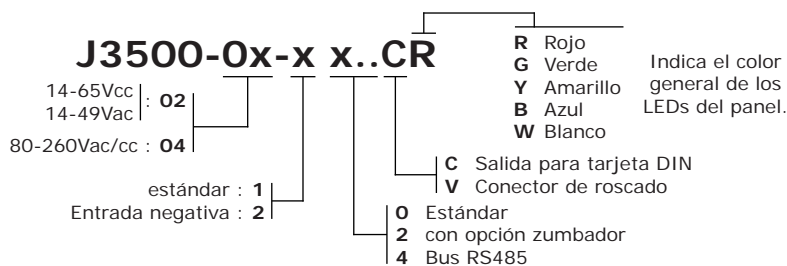 J3500-0x-x x..CR
14-65Vcc
14-49Vac
: 02
80-260Vac/cc : 04
estándar : 1
Entrada negativa : 2
R Rojo
G Verde
Y Amarillo
B Azul
W Blanco
Indica el color
general de los
LEDs del panel.
C Salida para tarjeta DIN
V Conector de roscado
0 Estándar
2 con opción zumbador
4 Bus RS485